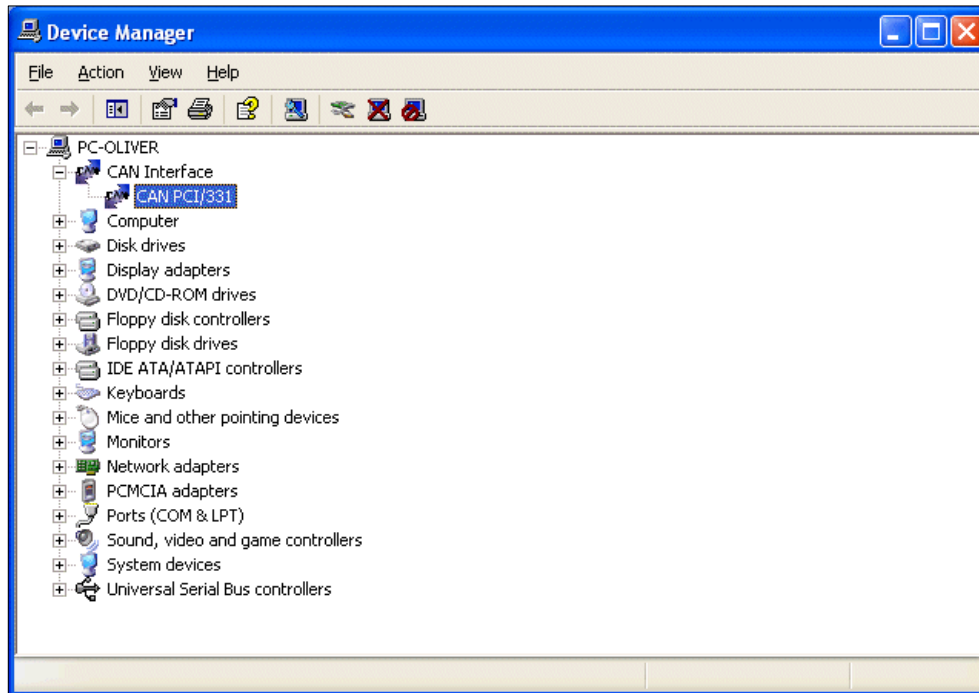 Device Manager
File Action View Help
PC-OLIVER
CAN Interface
CAN PCI/331
Computer
Disk drives
Display adapters
DVD/CD-ROM drives
Floppy disk controllers
Floppy disk drives
IDE ATA/ATAPI controllers
Keyboards
Mice and other pointing devices
Monitors
Network adapters
PCMCIA adapters
Ports (COM & LPT)
Sound, video and game controllers
System devices
Universal Serial Bus controllers